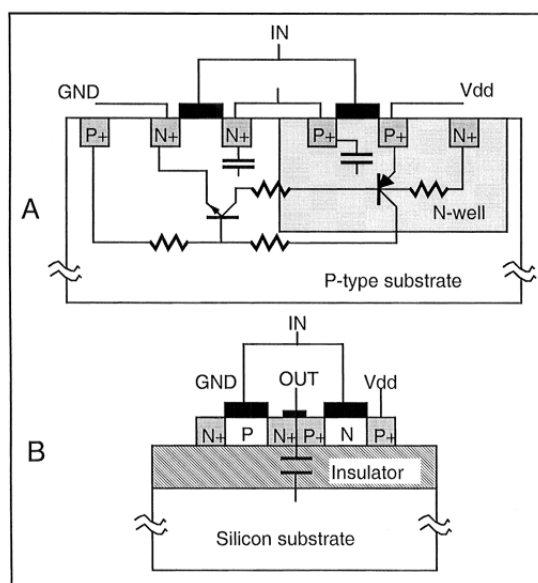 IN
GND
Vdd
P+ N+ N+ P+ P+ N+
A
N-well
P-type substrate
IN
GND OUT Vdd
N+ P N+ P+ N P+
B
Insulator
Silicon substrate